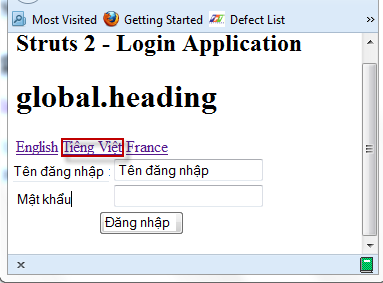 Most Visited Getting Started Defect List
Struts 2 - Login Application
global.heading
English Tiếng Việt France
Tên đăng nhập : Tên đăng nhập
Mật khẩu
Đăng nhập
x